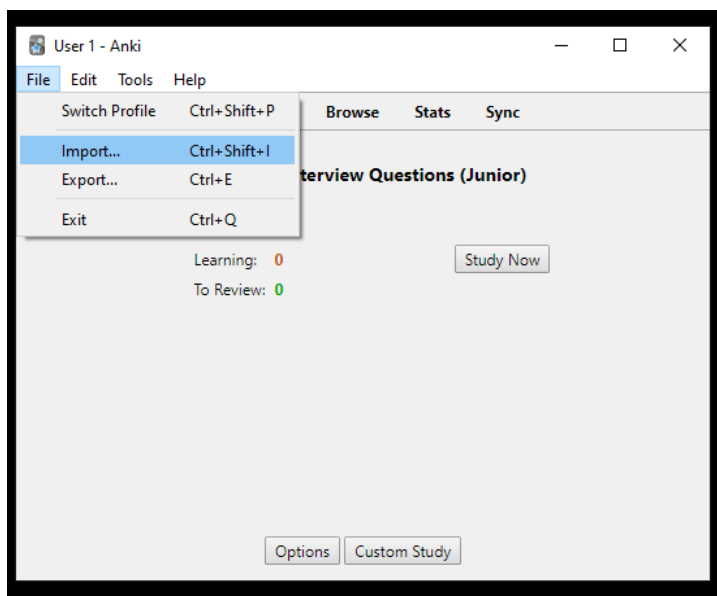 User 1 - Anki
File Edit Tools Help
Switch Profile Ctrl+Shift+P Browse Stats Sync
Import... Ctrl+Shift+I
terview Questions (Junior)
Export... Ctrl+E
Exit Ctrl+Q
Learning: 0 Study Now
To Review: 0
Options Custom Study